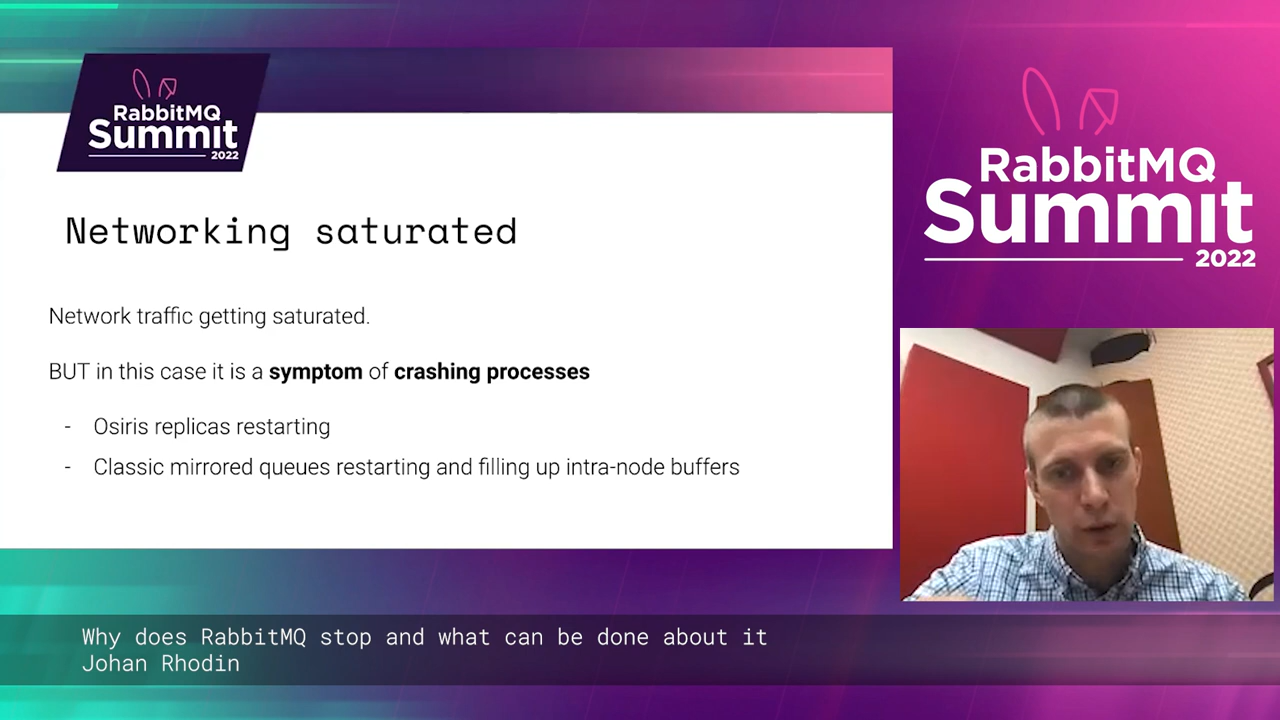 RabbitMQ
Summit
2022
Networking saturated
Network traffic getting saturated.
BUT in this case it is a symptom of crashing processes
- Osiris replicas restarting
- Classic mirrored queues restarting and filling up intra-node buffers
RabbitMQ
Summit
2022
Why does RabbitMQ stop and what can be done about it
Johan Rhodin